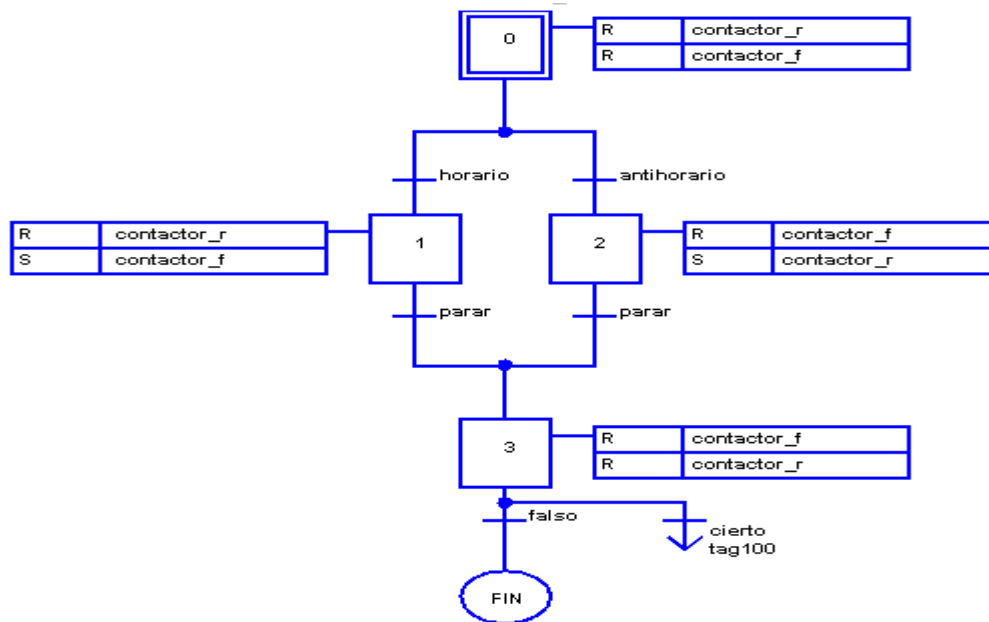 0
R contactor_r
R contactor_f
horario
antihorario
R contactor_r
S contactor_f
1
2
R contactor_f
S contactor_r
parar
parar
3
R contactor_f
R contactor_r
falso
cierto
tag100
FIN